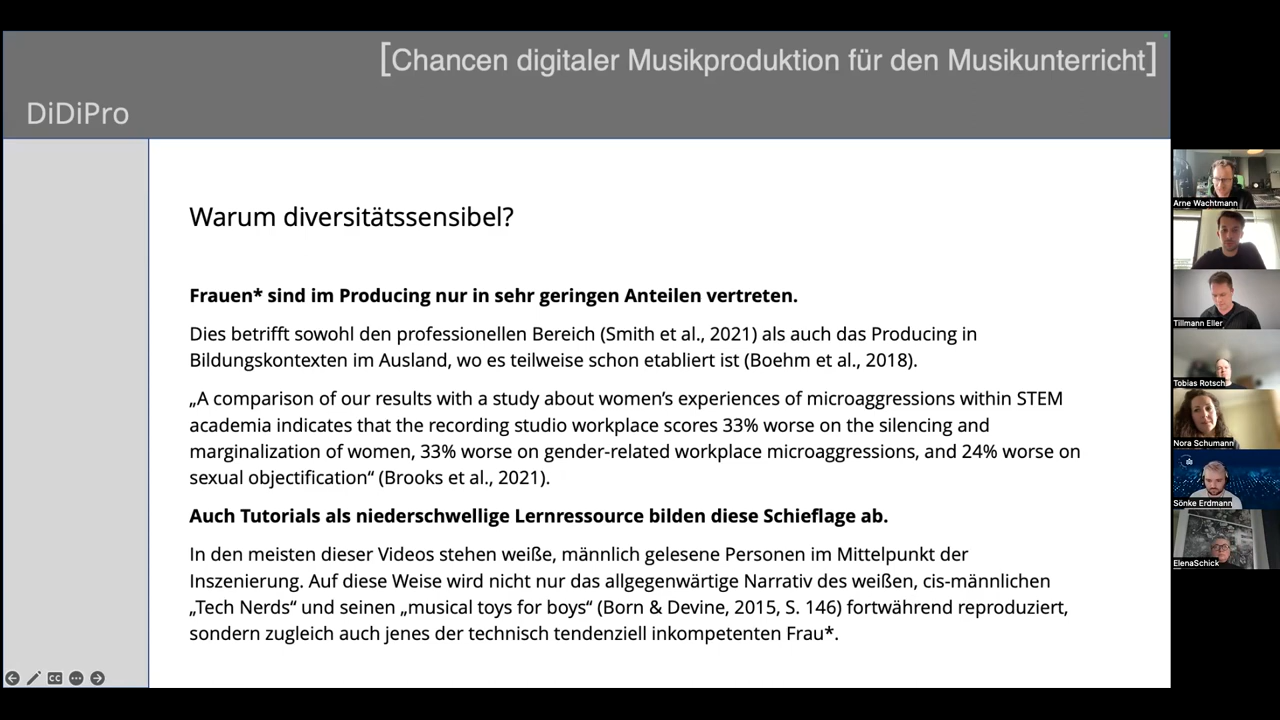 [Chancen digitaler Musikproduktion für den Musikunterricht]
DiDiPro
Warum diversitätssensibel?
Frauen* sind im Producing nur in sehr geringen Anteilen vertreten.
Dies betrifft sowohl den professionellen Bereich (Smith et al., 2021) als auch das Producing in
Bildungskontexten im Ausland, wo es teilweise schon etabliert ist (Boehm et al., 2018).
„A comparison of our results with a study about women’s experiences of microaggressions within STEM
academia indicates that the recording studio workplace scores 33% worse on the silencing and
marginalization of women, 33% worse on gender-related workplace microaggressions, and 24% worse on
sexual objectification“ (Brooks et al., 2021).
Auch Tutorials als niederschwellige Lernressource bilden diese Schieflage ab.
In den meisten dieser Videos stehen weiße, männlich gelesene Personen im Mittelpunkt der
Inszenierung. Auf diese Weise wird nicht nur das allgegenwärtige Narrativ des weißen, cis-männlichen
„Tech Nerds“ und seinen „musical toys for boys“ (Born & Devine, 2015, S. 146) fortwährend reproduziert,
sondern zugleich auch jenes der technisch tendenziell inkompetenten Frau*.
CC
Arne Wachtmann
Tillmann Eller
Tobias Rotsch
Nora Schumann
Sönke Erdmann
ElenaSchick